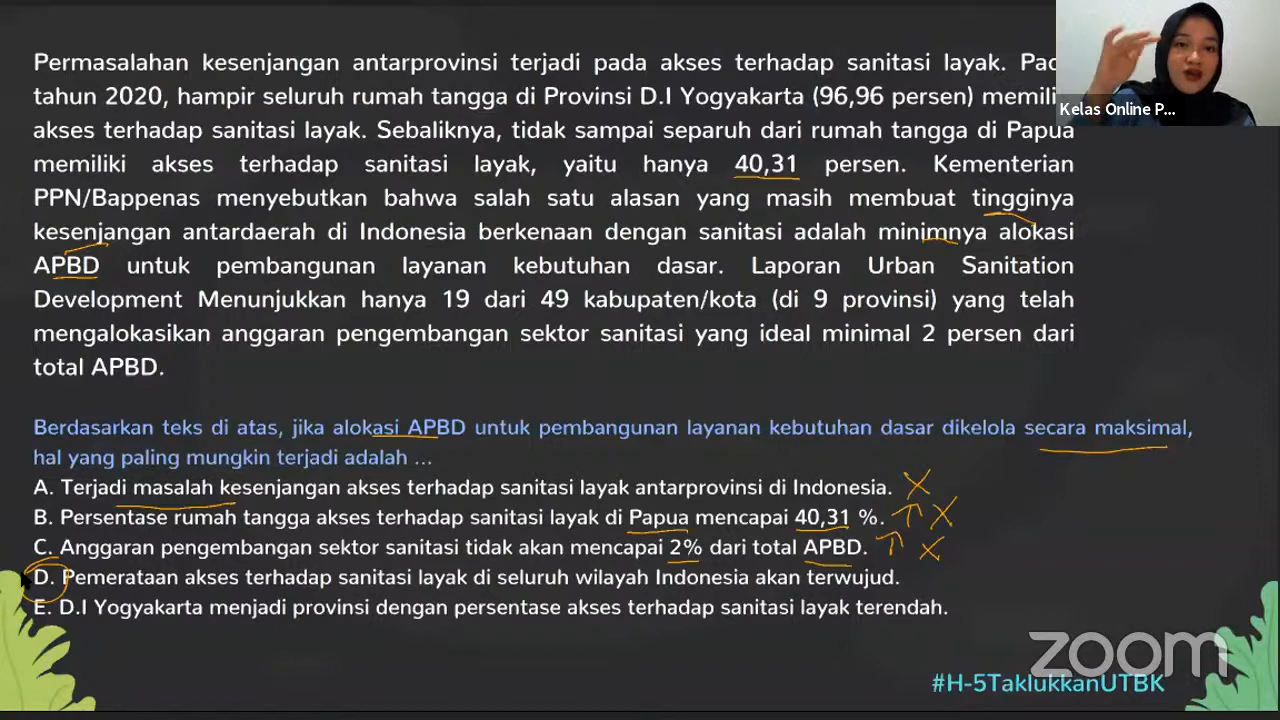 Permasalahan kesenjangan antarprovinsi terjadi pada akses terhadap sanitasi layak.
tahun 2020, hampir seluruh rumah tangga di Provinsi D.I Yogyakarta (96,96 persen)
akses terhadap sanitasi layak. Sebaliknya, tidak sampai separuh dari rumah tangga di Papua
memiliki akses terhadap sanitasi layak, yaitu hanya 40,31 persen. Kementerian
PPN/Bappenas menyebutkan bahwa salah satu alasan yang masih membuat tingginya
kesenjangan antardaerah di Indonesia berkenaan dengan sanitasi adalah minimnya alokasi
APBD untuk pembangunan layanan kebutuhan dasar. Laporan Urban Sanitation
Development Menunjukkan hanya 19 dari 49 kabupaten/kota (di 9 provinsi) yang telah
mengalokasikan anggaran pengembangan sektor sanitasi yang ideal minimal 2 persen dari
total APBD.
Kelas Online P...
Berdasarkan teks di atas, jika alokasi APBD untuk pembangunan layanan kebutuhan dasar dikelola secara maksimal,
hal yang paling mungkin terjadi adalah ...
A. Terjadi masalah kesenjangan akses terhadap sanitasi layak antarprovinsi di Indonesia.
B. Persentase rumah tangga akses terhadap sanitasi layak di Papua mencapai 40,31 %.
C. Anggaran pengembangan sektor sanitasi tidak akan mencapai 2% dari total APBD.
D. Pemerataan akses terhadap sanitasi layak di seluruh wilayah Indonesia akan terwujud.
E. D.I Yogyakarta menjadi provinsi dengan persentase akses terhadap sanitasi layak terendah.
zoom
#H-5TaklukkanUTBK